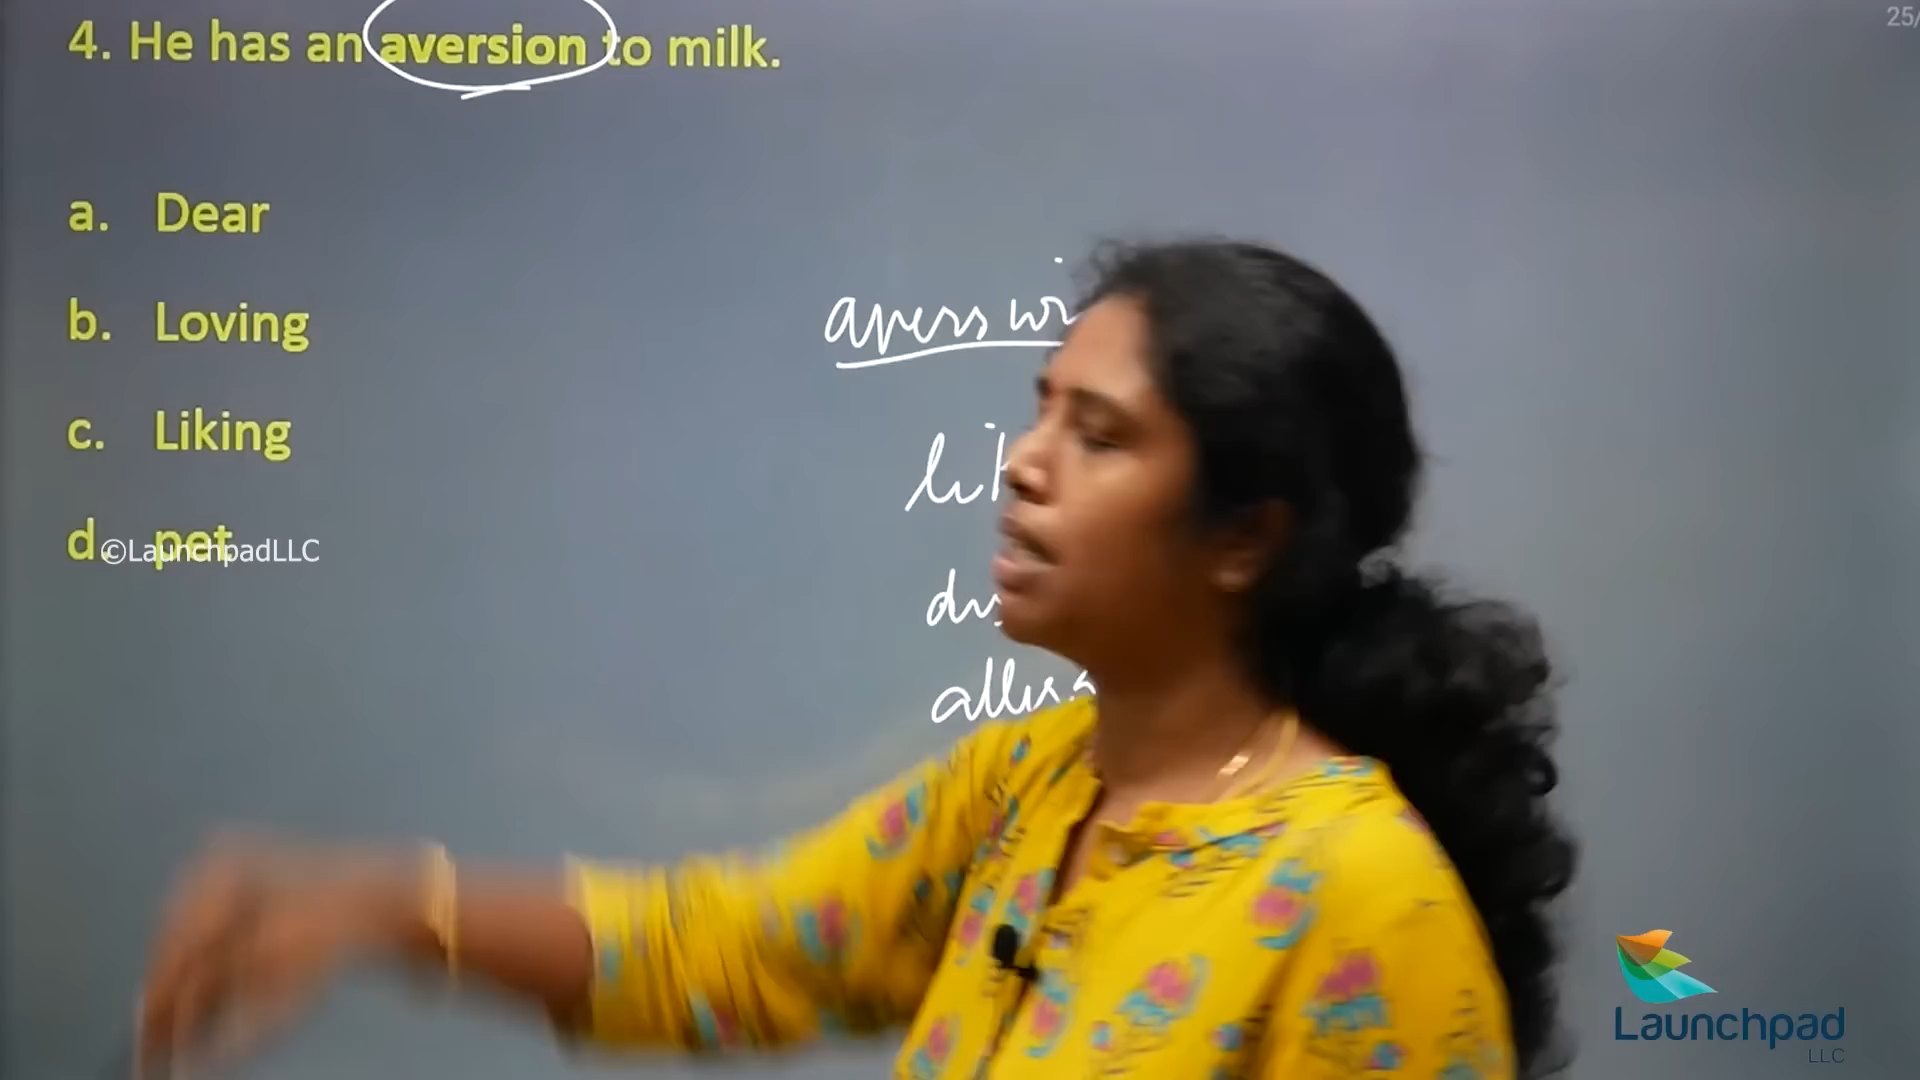 25/
4. He has an aversion to milk.
a. Dear
b. Loving
c. Liking
d. pet
©LaunchpadLLC
Launchpad
LLC